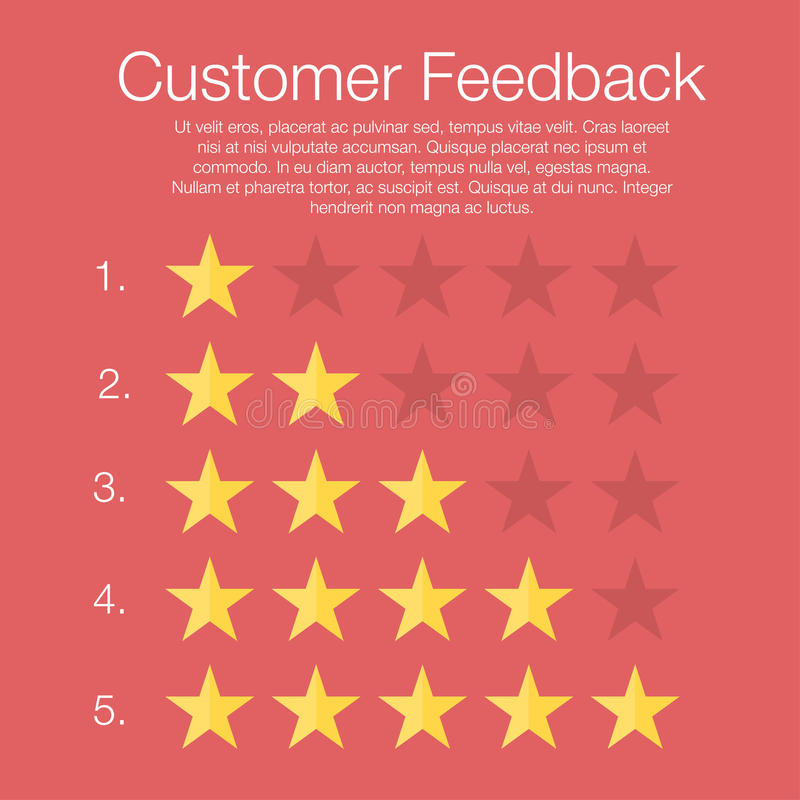 Customer Feedback
Ut velit eros, placerat ac pulvinar sed, tempus vitae velit. Cras laoreet
nisi at nisi vulputate accumsan. Quisque placerat nec ipsum et
commodo. In eu diam auctor, tempus nulla vel, egestas magna.
Nullam et pharetra tortor, ac suscipit est. Quisque at dui nunc. Integer
hendrerit non magna ac luctus.
1.
2.
dreamstime
3.
4.
5.